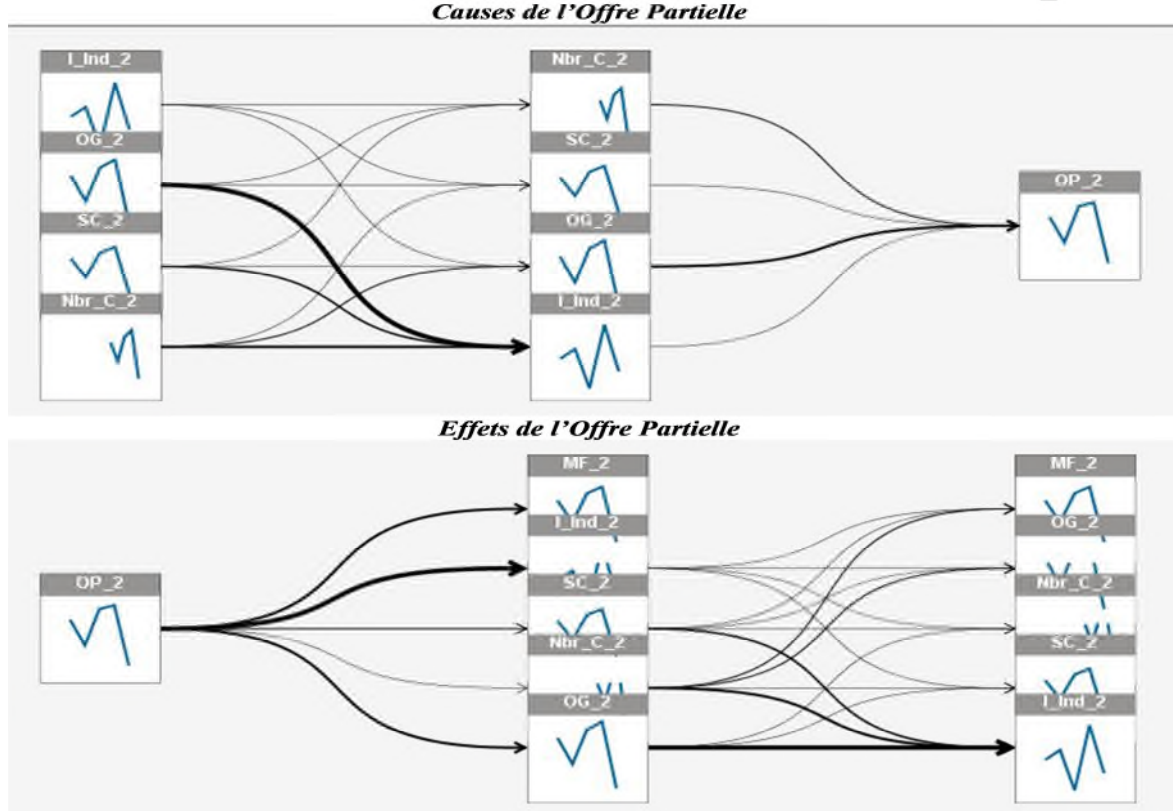 Causes de l’Offre Partielle
I_Ind_2
OG_2
SC_2
Nbr_C_2
Nbr_C_2
SC_2
OG_2
I_Ind_2
OP_2
Effets de l’Offre Partielle
OP_2
MF_2
I_Ind_2
SC_2
Nbr_C_2
OG_2
MF_2
OG_2
Nbr_C_2
SC_2
I_Ind_2